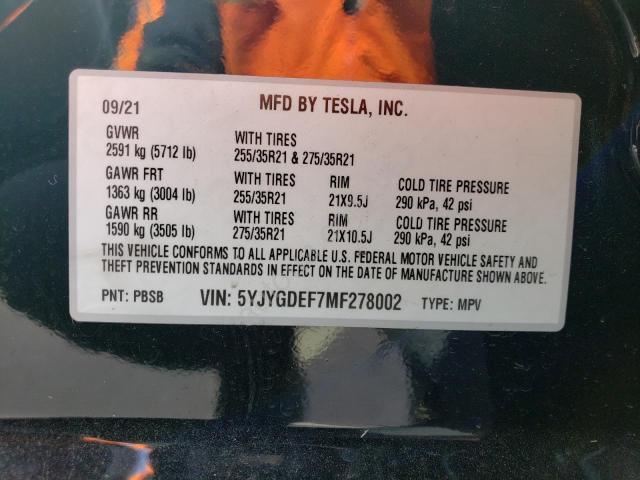 09/21 MFD BY TESLA, INC.
GVWR WITH TIRES
2591 kg (5712 lb) 255/35R21 & 275/35R21
GAWR FRT WITH TIRES RIM COLD TIRE PRESSURE
1363 kg (3004 lb) 255/35R21 21X9.5J 290 kPa, 42 psi
GAWR RR WITH TIRES RIM COLD TIRE PRESSURE
1590 kg (3505 lb) 275/35R21 21X10.5J 290 kPa, 42 psi
THIS VEHICLE CONFORMS TO ALL APPLICABLE U.S. FEDERAL MOTOR VEHICLE SAFETY AND
THEFT PREVENTION STANDARDS IN EFFECT ON THE DATE OF MANUFACTURE SHOWN ABOVE.
PNT: PBSB VIN: 5YJYGDEF7MF278002 TYPE: MPV